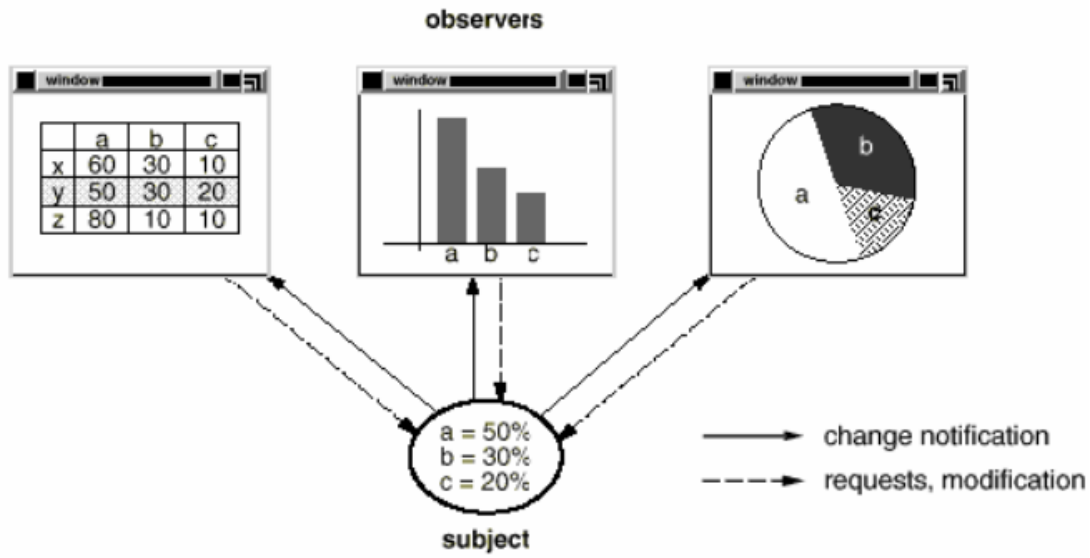 observers
window
window
window
a b c
x 60 30 10
y 50 30 20
z 80 10 10
a b c
a
b
c
a = 50%
b = 30%
c = 20%
subject
change notification
requests, modification